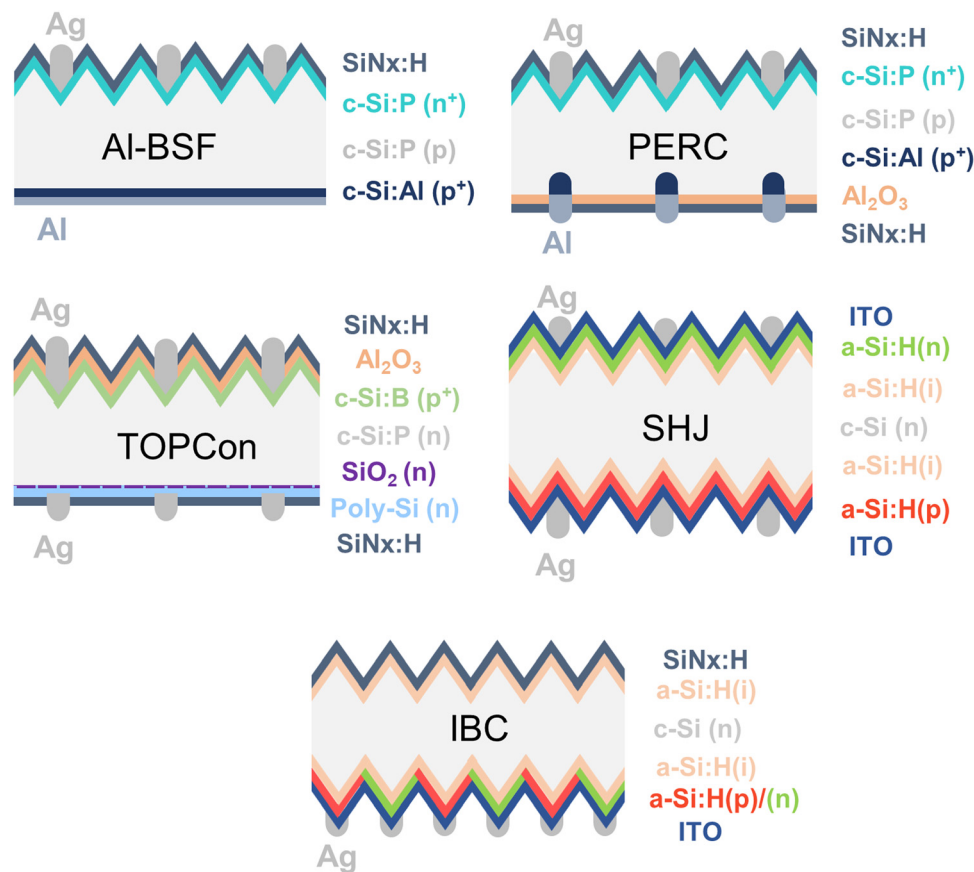 Ag
SiNx:H
c-Si:P (n⁺)
Al-BSF
c-Si:P (p)
c-Si:Al (p⁺)
Al
Ag
SiNx:H
c-Si:P (n⁺)
PERC
c-Si:P (p)
c-Si:Al (p⁺)
Al₂O₃
SiNx:H
Al
Ag
SiNx:H
Al₂O₃
c-Si:B (p⁺)
TOPCon
c-Si:P (n)
SiO₂ (n)
Poly-Si (n)
SiNx:H
Ag
Ag
ITO
a-Si:H(n)
a-Si:H(i)
SHJ
c-Si (n)
a-Si:H(i)
a-Si:H(p)
ITO
Ag
SiNx:H
a-Si:H(i)
IBC
c-Si (n)
a-Si:H(i)
a-Si:H(p)/(n)
ITO
Ag